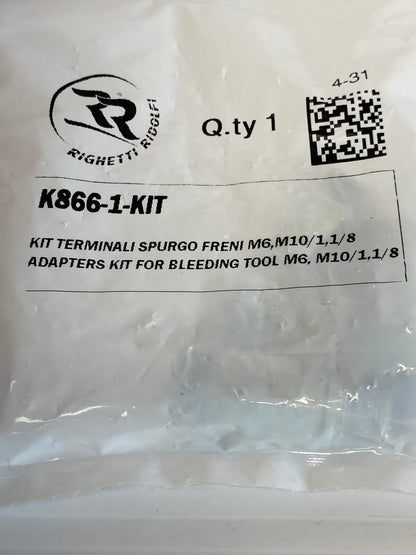 4-31
RR
RIGHETTI RIDOLFI
Q.ty 1
K866-1-KIT
KIT TERMINALI SPURGO FRENI M6,M10/1,1/8
ADAPTERS KIT FOR BLEEDING TOOL M6, M10/1,1/8